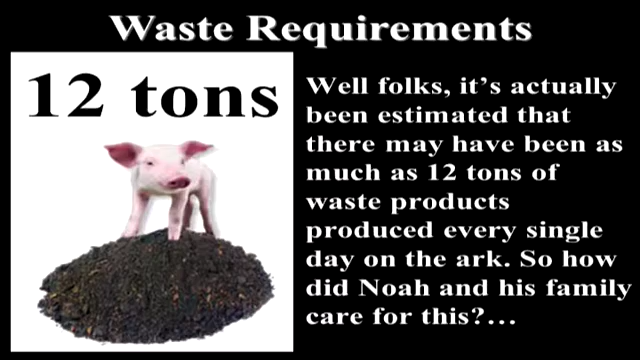 Waste Requirements
12 tons
Well folks, it's actually
been estimated that
there may have been as
much as 12 tons of
waste products
produced every single
day on the ark. So how
did Noah and his family
care for this?...